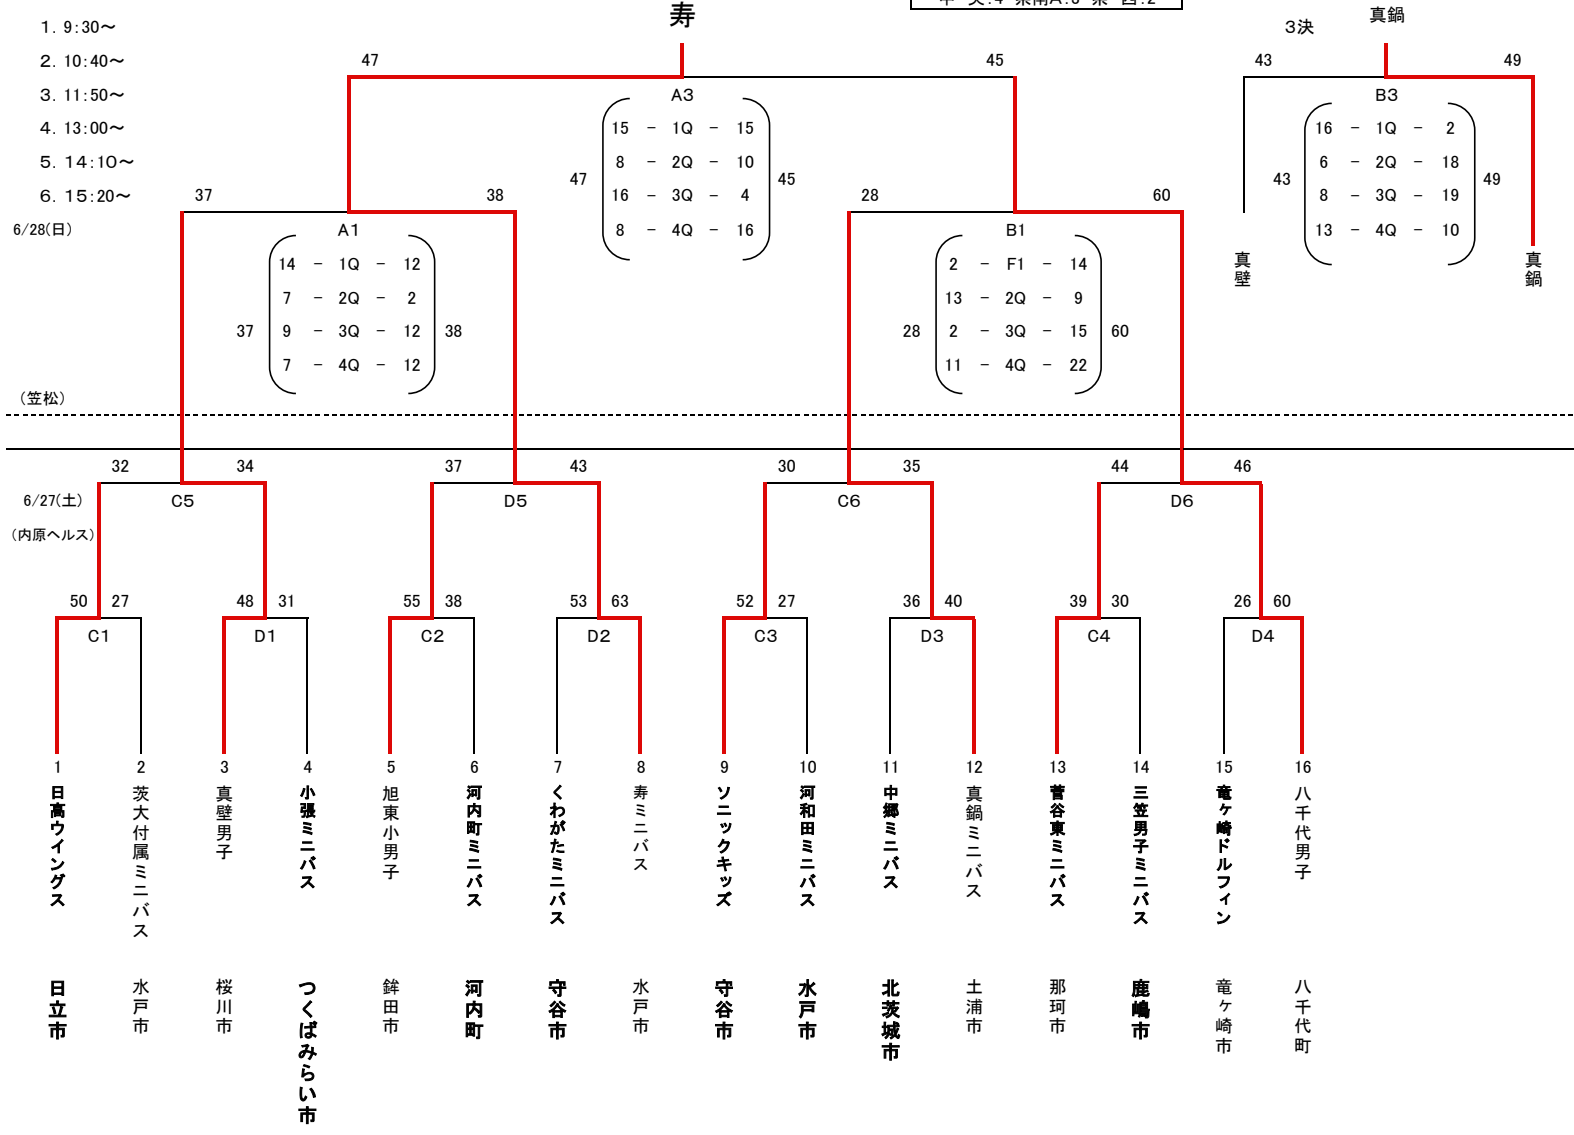 寿
真鍋
3決
1. 9:30～
2. 10:40～
3. 11:50～
4. 13:00～
5. 14:10～
6. 15:20～
6/28(日)
(笠松)
6/27(土)
(内原ヘルス)
47 45
A3
15 - 1Q - 15
8 - 2Q - 10
16 - 3Q - 4
8 - 4Q - 16
47 45
43 49
B3
16 - 1Q - 2
6 - 2Q - 18
8 - 3Q - 19
13 - 4Q - 10
43 49
真壁
真鍋
37 38
A1
14 - 1Q - 12
7 - 2Q - 2
9 - 3Q - 12
7 - 4Q - 12
37 38
28 60
B1
2 - F1 - 14
13 - 2Q - 9
2 - 3Q - 15
11 - 4Q - 22
28 60
32 34 37 43 30 35 44 46
C5 D5 C6 D6
50 27 48 31 55 38 53 63 52 27 36 40 39 30 26 60
C1 D1 C2 D2 C3 D3 C4 D4
1 2 3 4 5 6 7 8 9 10 11 12 13 14 15 16
日高ウイングス
茨大付属ミニバス
真壁男子
小張ミニバス
旭東小男子
河内町ミニバス
くわがたミニバス
寿ミニバス
ソニックキッズ
河和田ミニバス
中郷ミニバス
真鍋ミニバス
菅谷東ミニバス
三笠男子ミニバス
竜ヶ崎ドルフィン
八千代男子
日立市
水戸市
桜川市
つくばみらい市
鉾田市
河内町
守谷市
水戸市
守谷市
水戸市
北茨城市
土浦市
那珂市
鹿嶋市
竜ヶ崎市
八千代町